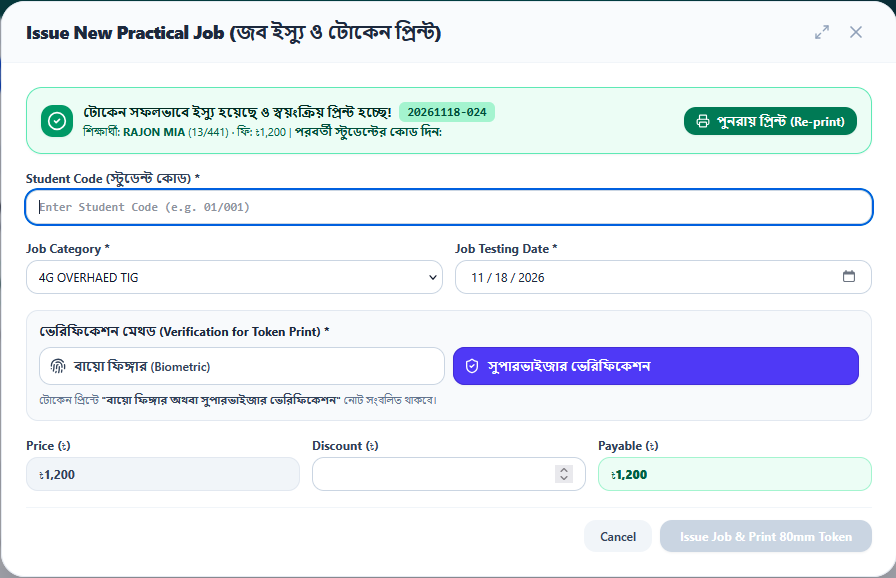 Issue New Practical Job (জব ইস্যু ও টোকেন প্রিন্ট)
টোকেন সফলভাবে ইস্যু হয়েছে ও স্বয়ংক্রিয় প্রিন্ট হচ্ছে! 20261118-024
শিক্ষার্থী: RAJON MIA (13/441) · ফি: ৳1,200 | পরবর্তী স্টুডেন্টের কোড দিন:
পুনরায় প্রিন্ট (Re-print)
Student Code (স্টুডেন্ট কোড) *
Enter Student Code (e.g. 01/001)
Job Category * Job Testing Date *
4G OVERHAED TIG 11 / 18 / 2026
ভেরিফিকেশন মেথড (Verification for Token Print) *
বায়ো ফিঙ্গার (Biometric) সুপারভাইজার ভেরিফিকেশন
টোকেন প্রিন্টে "বায়ো ফিঙ্গার অথবা সুপারভাইজার ভেরিফিকেশন" নোট সংবলিত থাকবে।
Price (৳) Discount (৳) Payable (৳)
৳1,200 ৳1,200
Cancel Issue Job & Print 80mm Token